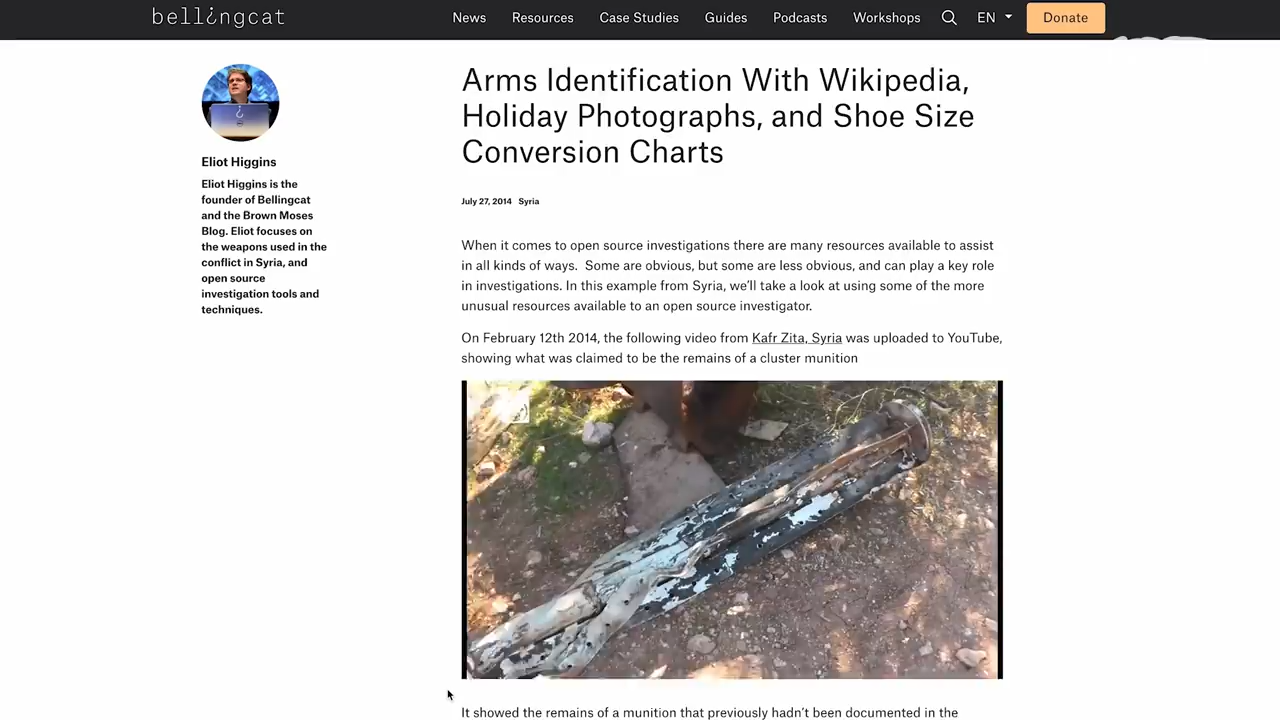 bellingcat
News Resources Case Studies Guides Podcasts Workshops EN Donate
Eliot Higgins
Eliot Higgins is the
founder of Bellingcat
and the Brown Moses
Blog. Eliot focuses on
the weapons used in the
conflict in Syria, and
open source
investigation tools and
techniques.
Arms Identification With Wikipedia,
Holiday Photographs, and Shoe Size
Conversion Charts
July 27, 2014 Syria
When it comes to open source investigations there are many resources available to assist
in all kinds of ways. Some are obvious, but some are less obvious, and can play a key role
in investigations. In this example from Syria, we’ll take a look at using some of the more
unusual resources available to an open source investigator.
On February 12th 2014, the following video from Kafr Zita, Syria was uploaded to YouTube,
showing what was claimed to be the remains of a cluster munition
It showed the remains of a munition that previously hadn’t been documented in the